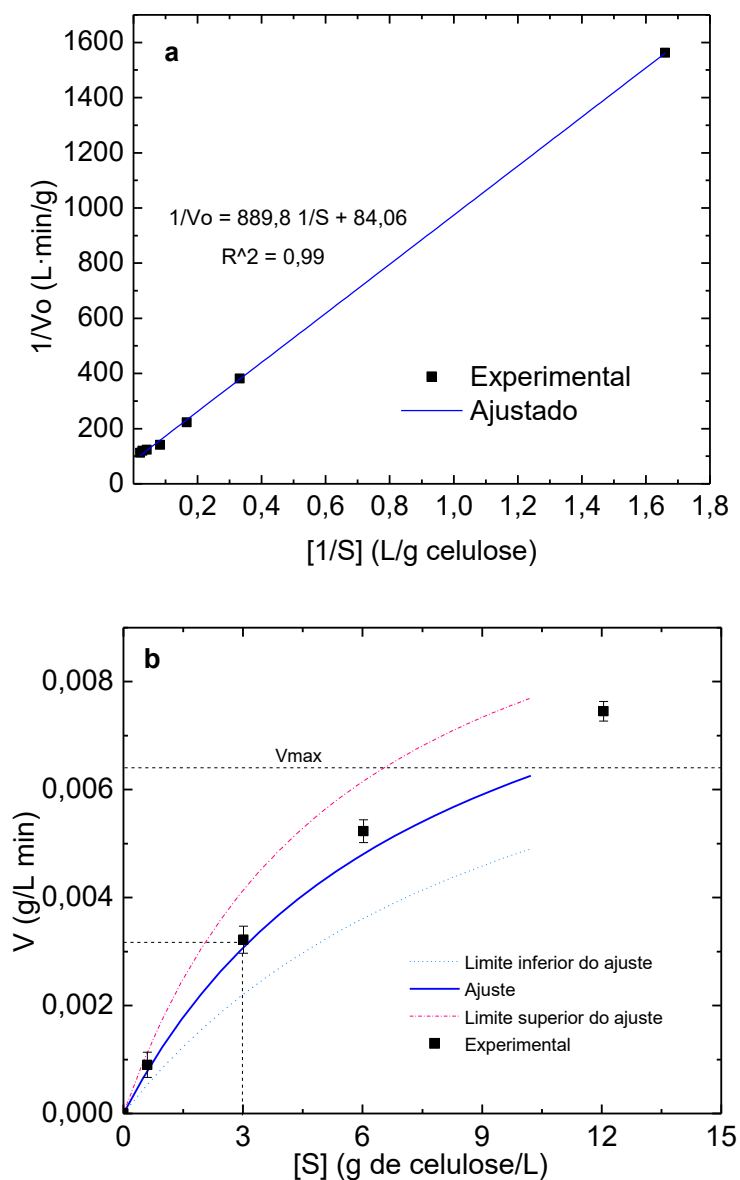 a
1600
1400
1200
1000
800
600
400
200
0
1/Vo (L·min/g)
1/Vo = 889,8 1/S + 84,06
R^2 = 0,99
Experimental
Ajustado
0,2 0,4 0,6 0,8 1,0 1,2 1,4 1,6 1,8
[1/S] (L/g celulose)
b
0,008
0,006
0,004
0,002
0,000
V (g/L min)
Vmax
Limite inferior do ajuste
Ajuste
Limite superior do ajuste
Experimental
0 3 6 9 12 15
[S] (g de celulose/L)